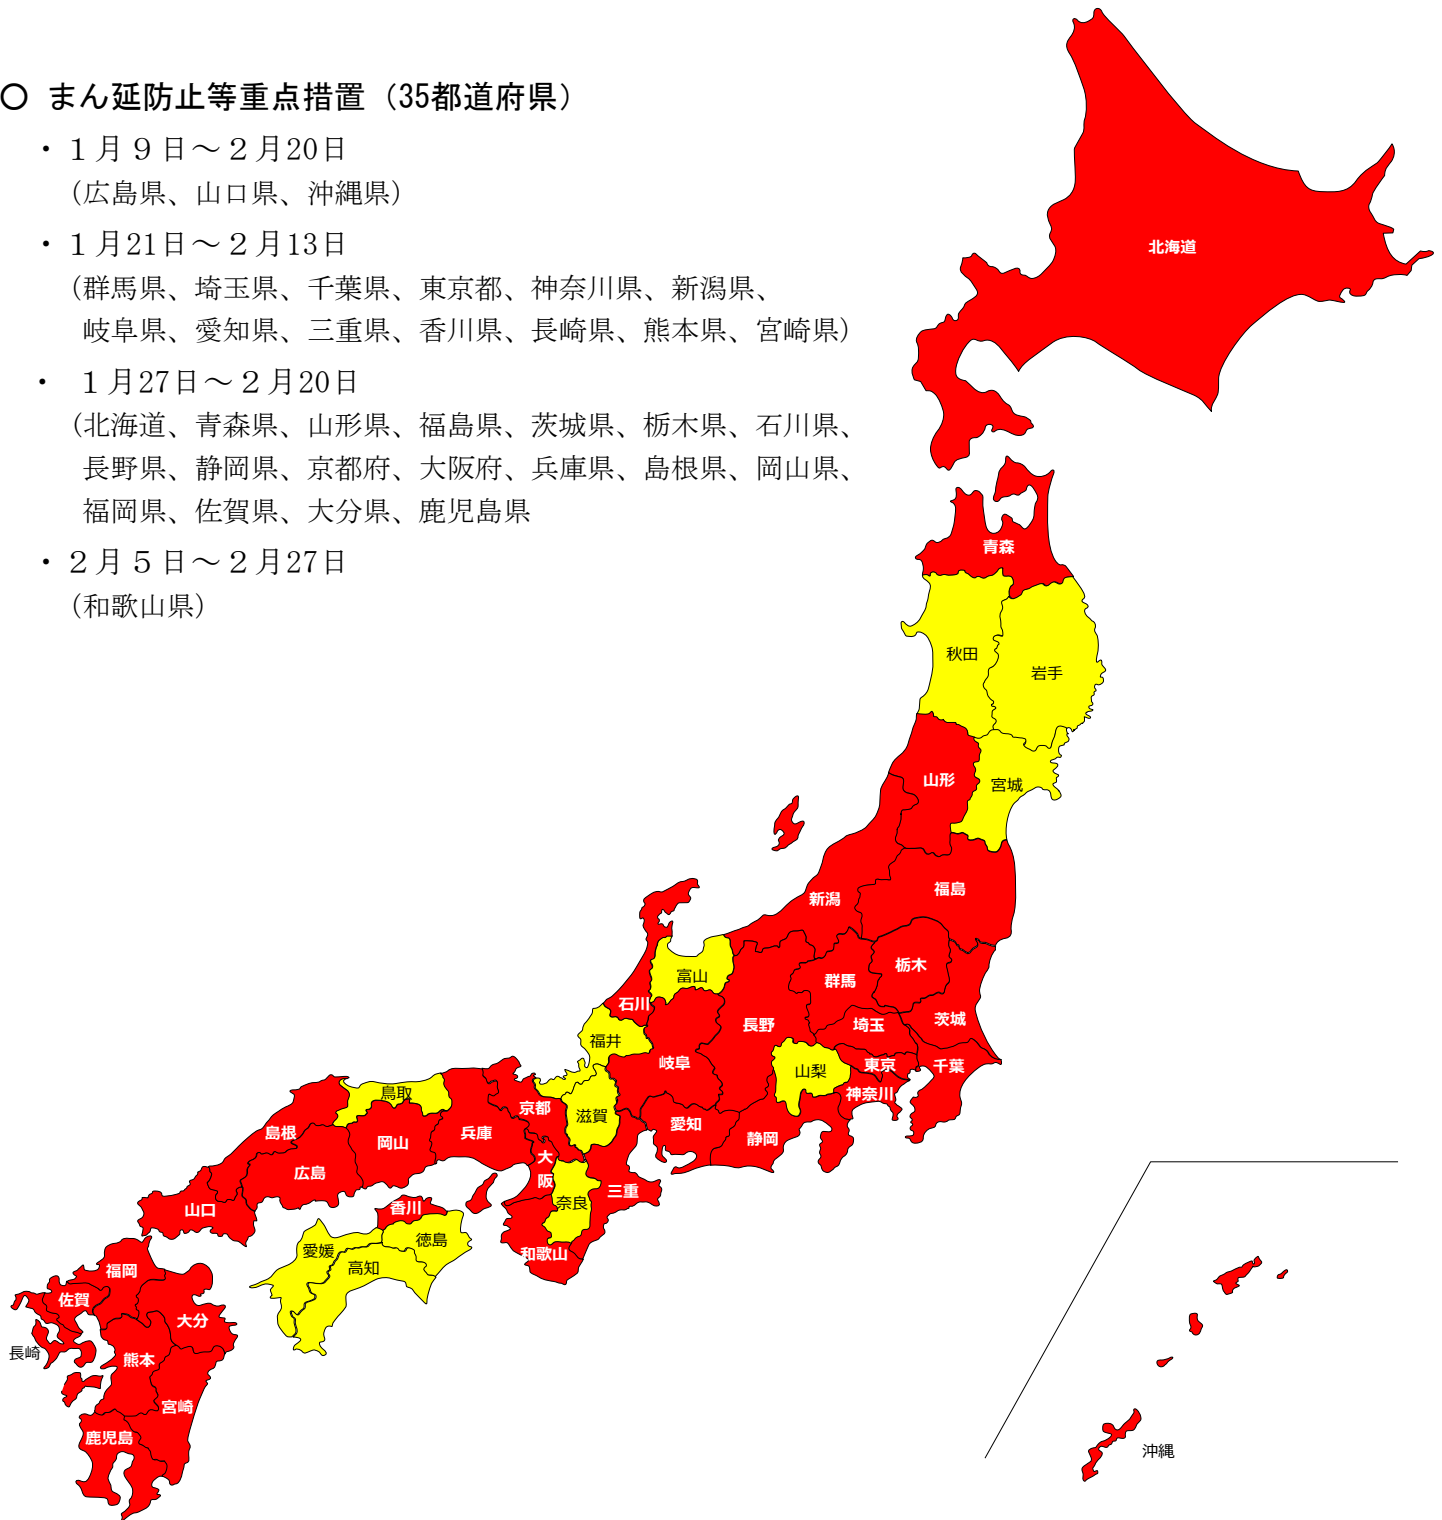 ○ まん延防止等重点措置（35都道府県）
・１月９日～２月20日
（広島県、山口県、沖縄県）
・１月21日～２月13日
（群馬県、埼玉県、千葉県、東京都、神奈川県、新潟県、
岐阜県、愛知県、三重県、香川県、長崎県、熊本県、宮崎県）
・ １月27日～２月20日
（北海道、青森県、山形県、福島県、茨城県、栃木県、石川県、
長野県、静岡県、京都府、大阪府、兵庫県、島根県、岡山県、
福岡県、佐賀県、大分県、鹿児島県
・２月５日～２月27日
（和歌山県）
北海道
青森
秋田
岩手
山形
宮城
福島
新潟
栃木
群馬
富山
石川
茨城
長野
埼玉
福井
岐阜
山梨
東京
千葉
神奈川
鳥取
京都
滋賀
愛知
静岡
島根
岡山
兵庫
広島
大
阪
三重
奈良
山口
香川
和歌山
愛媛
徳島
高知
福岡
佐賀
大分
長崎
熊本
宮崎
鹿児島
沖縄